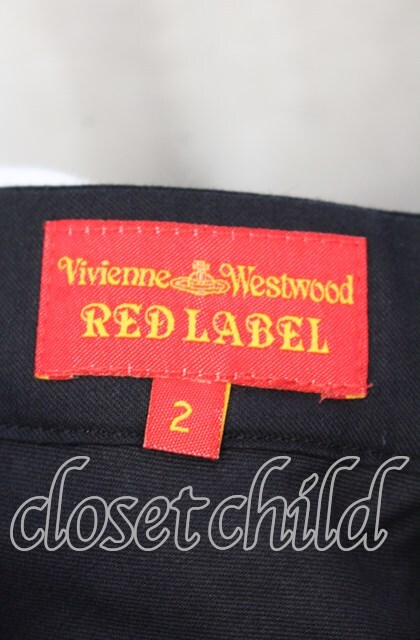 Vivienne Westwood
RED LABEL
2
closet child